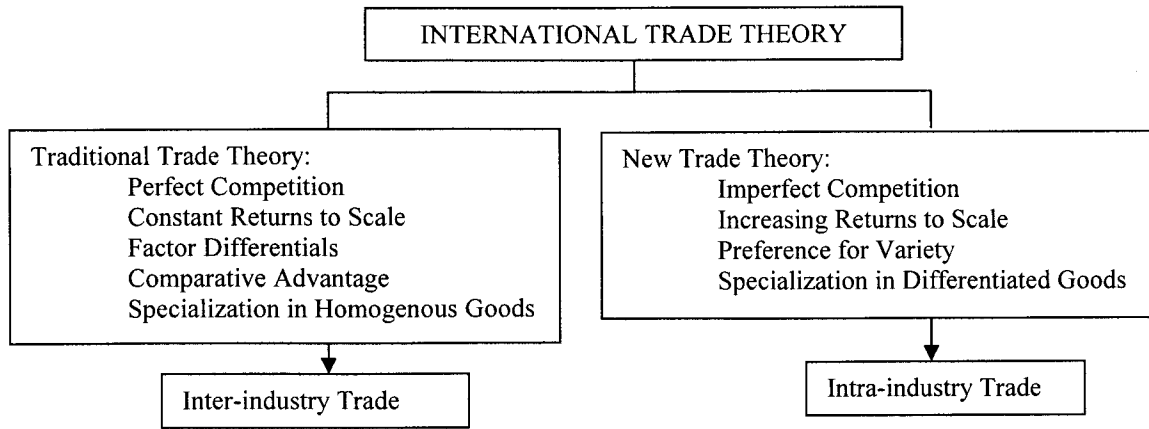 INTERNATIONAL TRADE THEORY
Traditional Trade Theory:
Perfect Competition
Constant Returns to Scale
Factor Differentials
Comparative Advantage
Specialization in Homogenous Goods
Inter-industry Trade
New Trade Theory:
Imperfect Competition
Increasing Returns to Scale
Preference for Variety
Specialization in Differentiated Goods
Intra-industry Trade